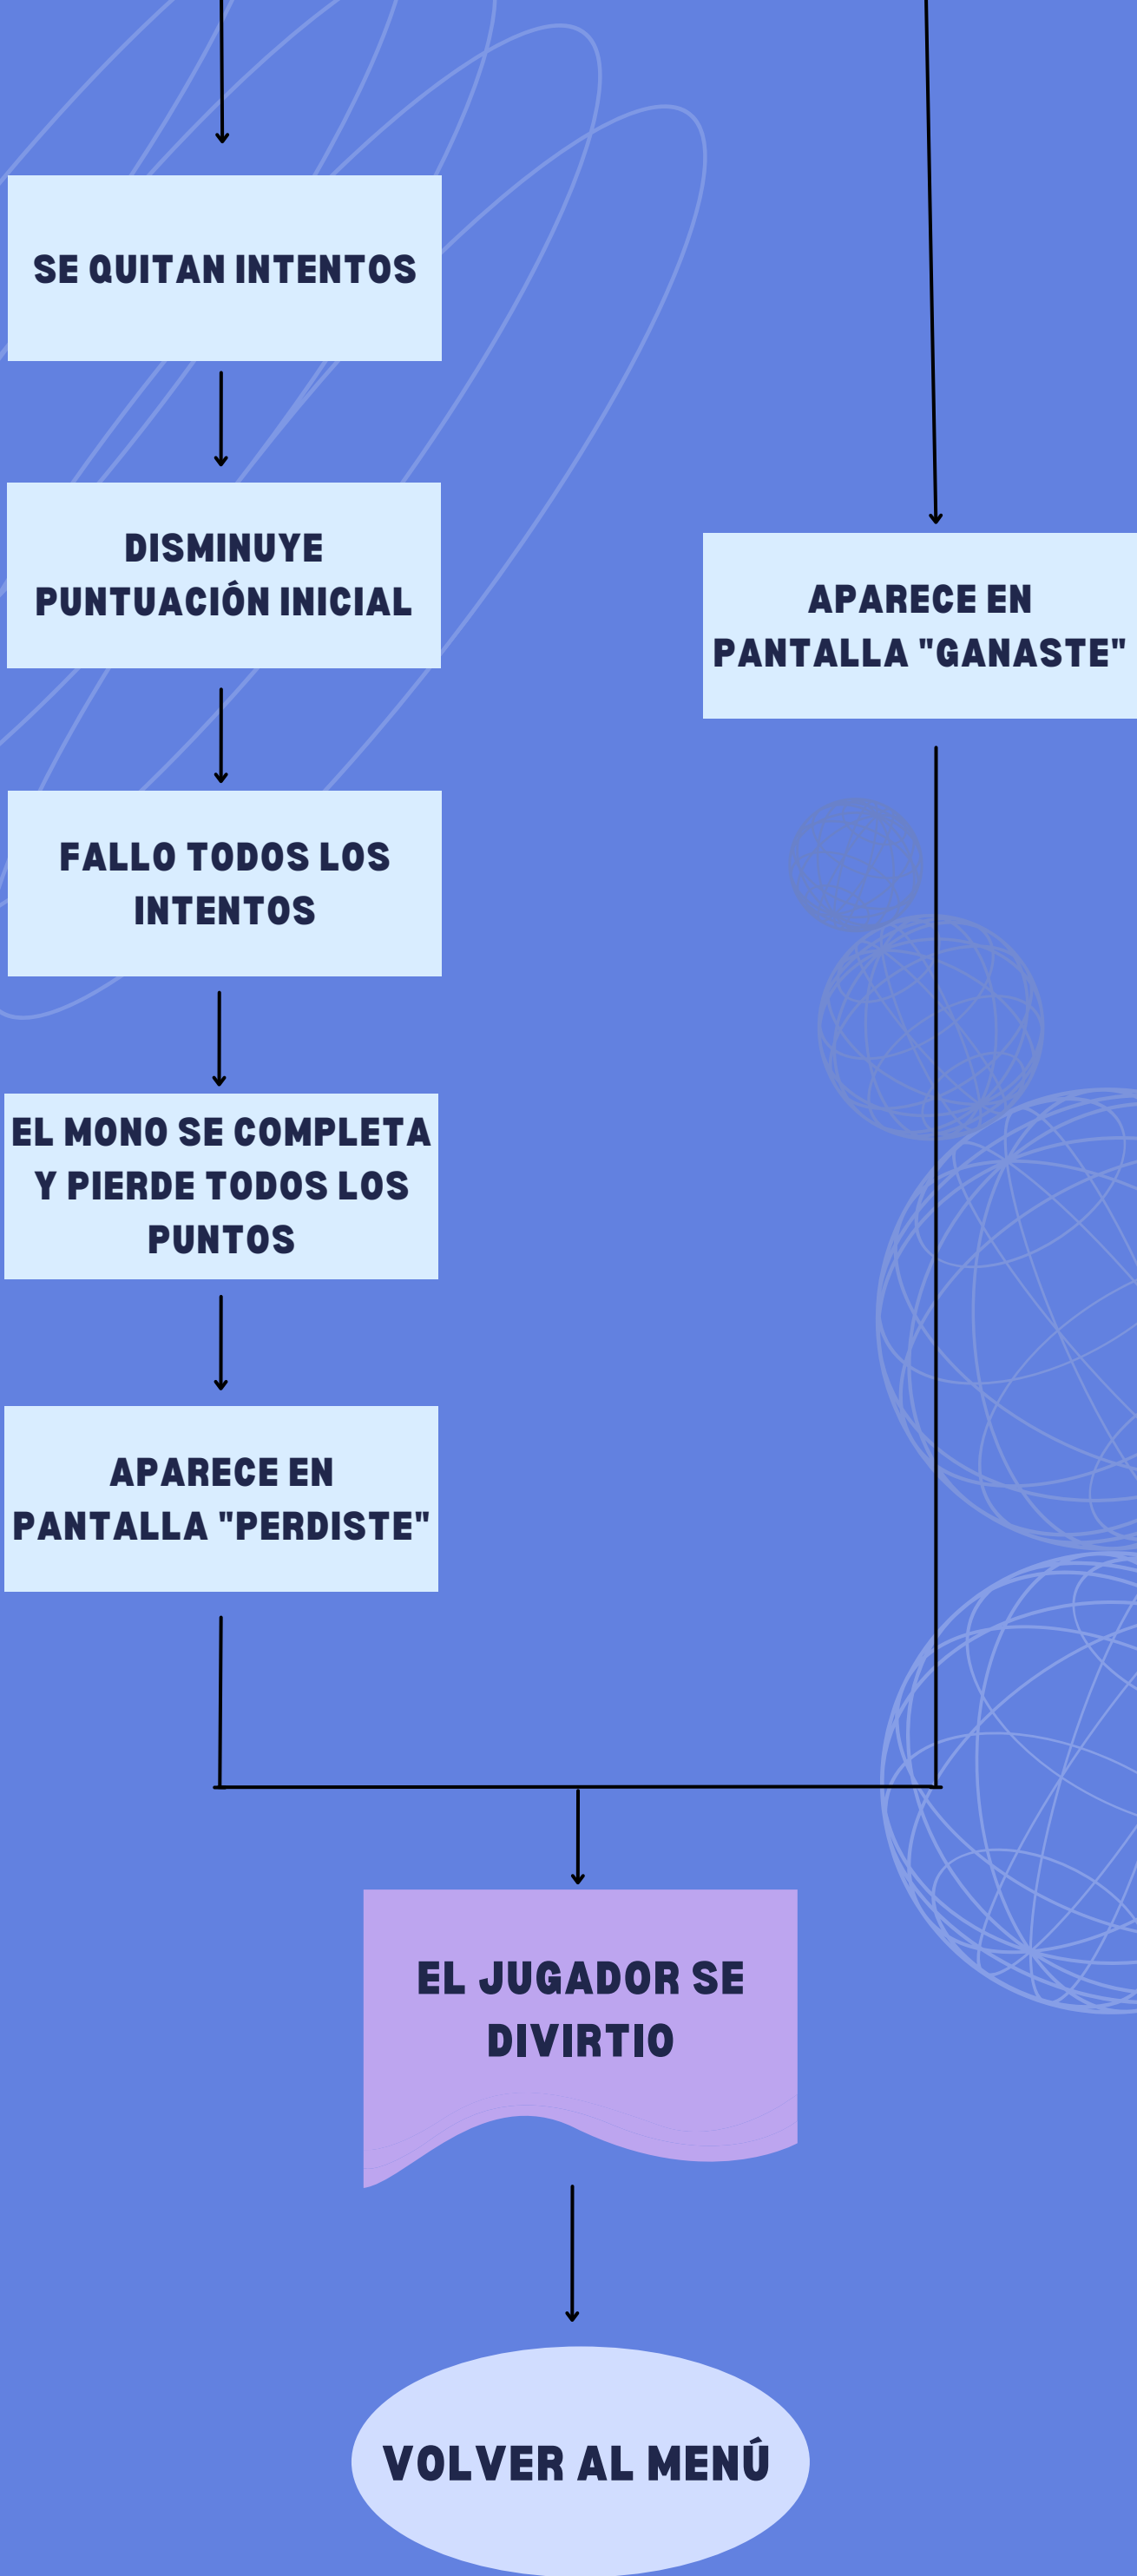 SE QUITAN INTENTOS
DISMINUYE
PUNTUACIÓN INICIAL
APARECE EN
PANTALLA "GANASTE"
FALLO TODOS LOS
INTENTOS
EL MONO SE COMPLETA
Y PIERDE TODOS LOS
PUNTOS
APARECE EN
PANTALLA "PERDISTE"
EL JUGADOR SE
DIVIRTIO
VOLVER AL MENÚ